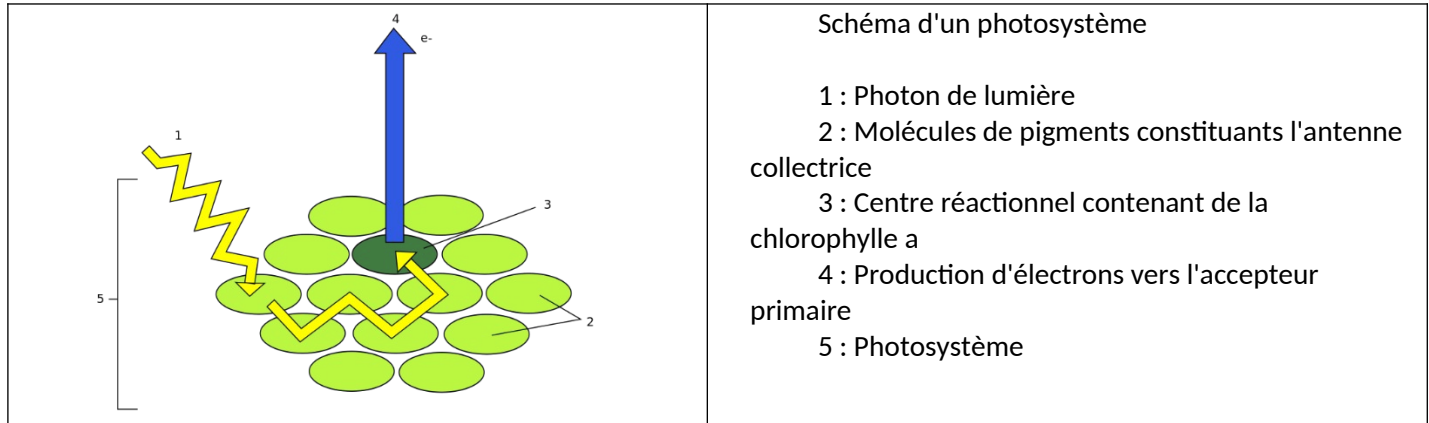 4
e-
1
3
5
2
Schéma d'un photosystème
1 : Photon de lumière
2 : Molécules de pigments constituants l'antenne
collectrice
3 : Centre réactionnel contenant de la
chlorophylle a
4 : Production d'électrons vers l'accepteur
primaire
5 : Photosystème